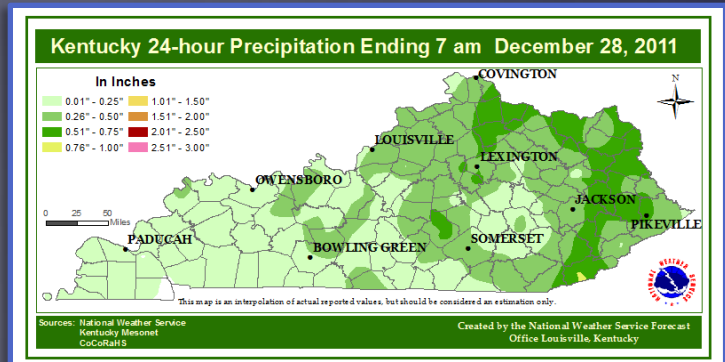 Kentucky 24-hour Precipitation Ending 7 am December 28, 2011
In Inches
0.01" - 0.25"
0.26" - 0.50"
0.51" - 0.75"
0.76" - 1.00"
1.01" - 1.50"
1.51" - 2.00"
2.01" - 2.50"
2.51" - 3.00"
N
COVINGTON
LOUISVILLE
LEXINGTON
OWENSBORO
JACKSON
0 25 50
Miles
PIKEVILLE
PADUCAH
BOWLING GREEN
SOMERSET
NATIONAL WEATHER SERVICE
This map is an interpolation of actual reported values, but should be considered an estimation only.
Sources: National Weather Service
Kentucky Mesonet
CoCoRaHS
Created by the National Weather Service Forecast
Office Louisville, Kentucky